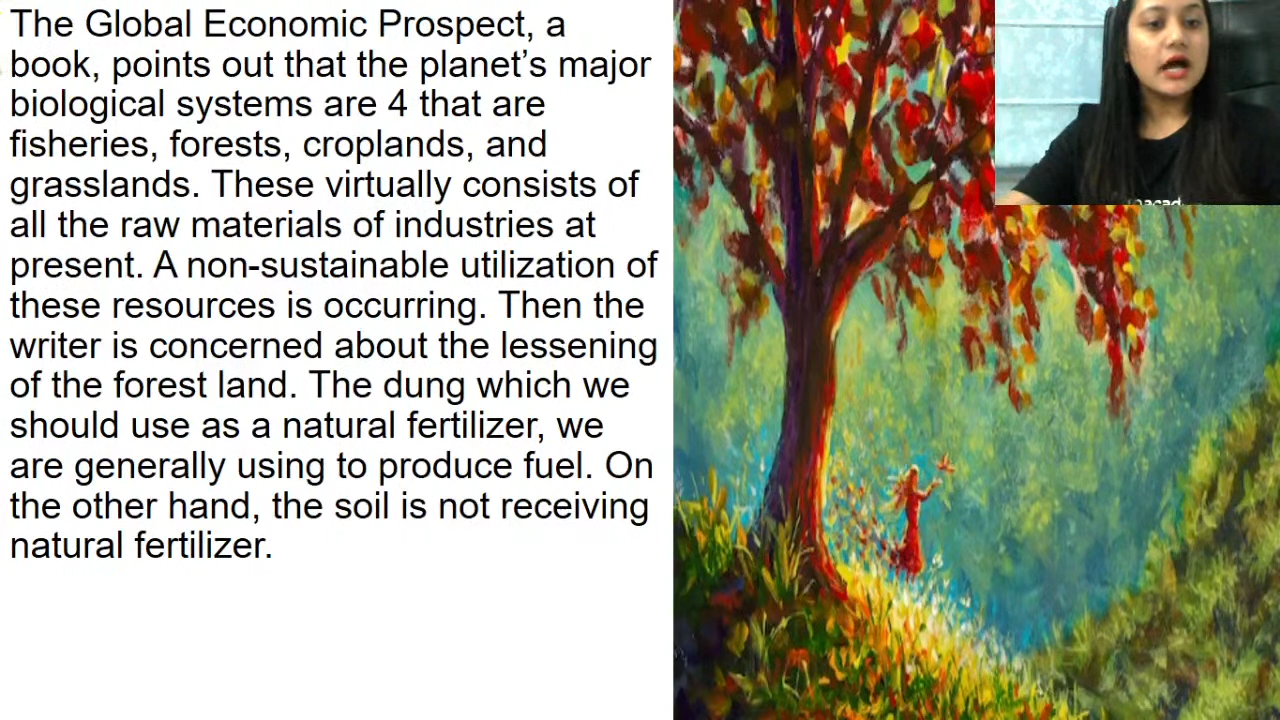 The Global Economic Prospect, a
book, points out that the planet’s major
biological systems are 4 that are
fisheries, forests, croplands, and
grasslands. These virtually consists of
all the raw materials of industries at
present. A non-sustainable utilization of
these resources is occurring. Then the
writer is concerned about the lessening
of the forest land. The dung which we
should use as a natural fertilizer, we
are generally using to produce fuel. On
the other hand, the soil is not receiving
natural fertilizer.